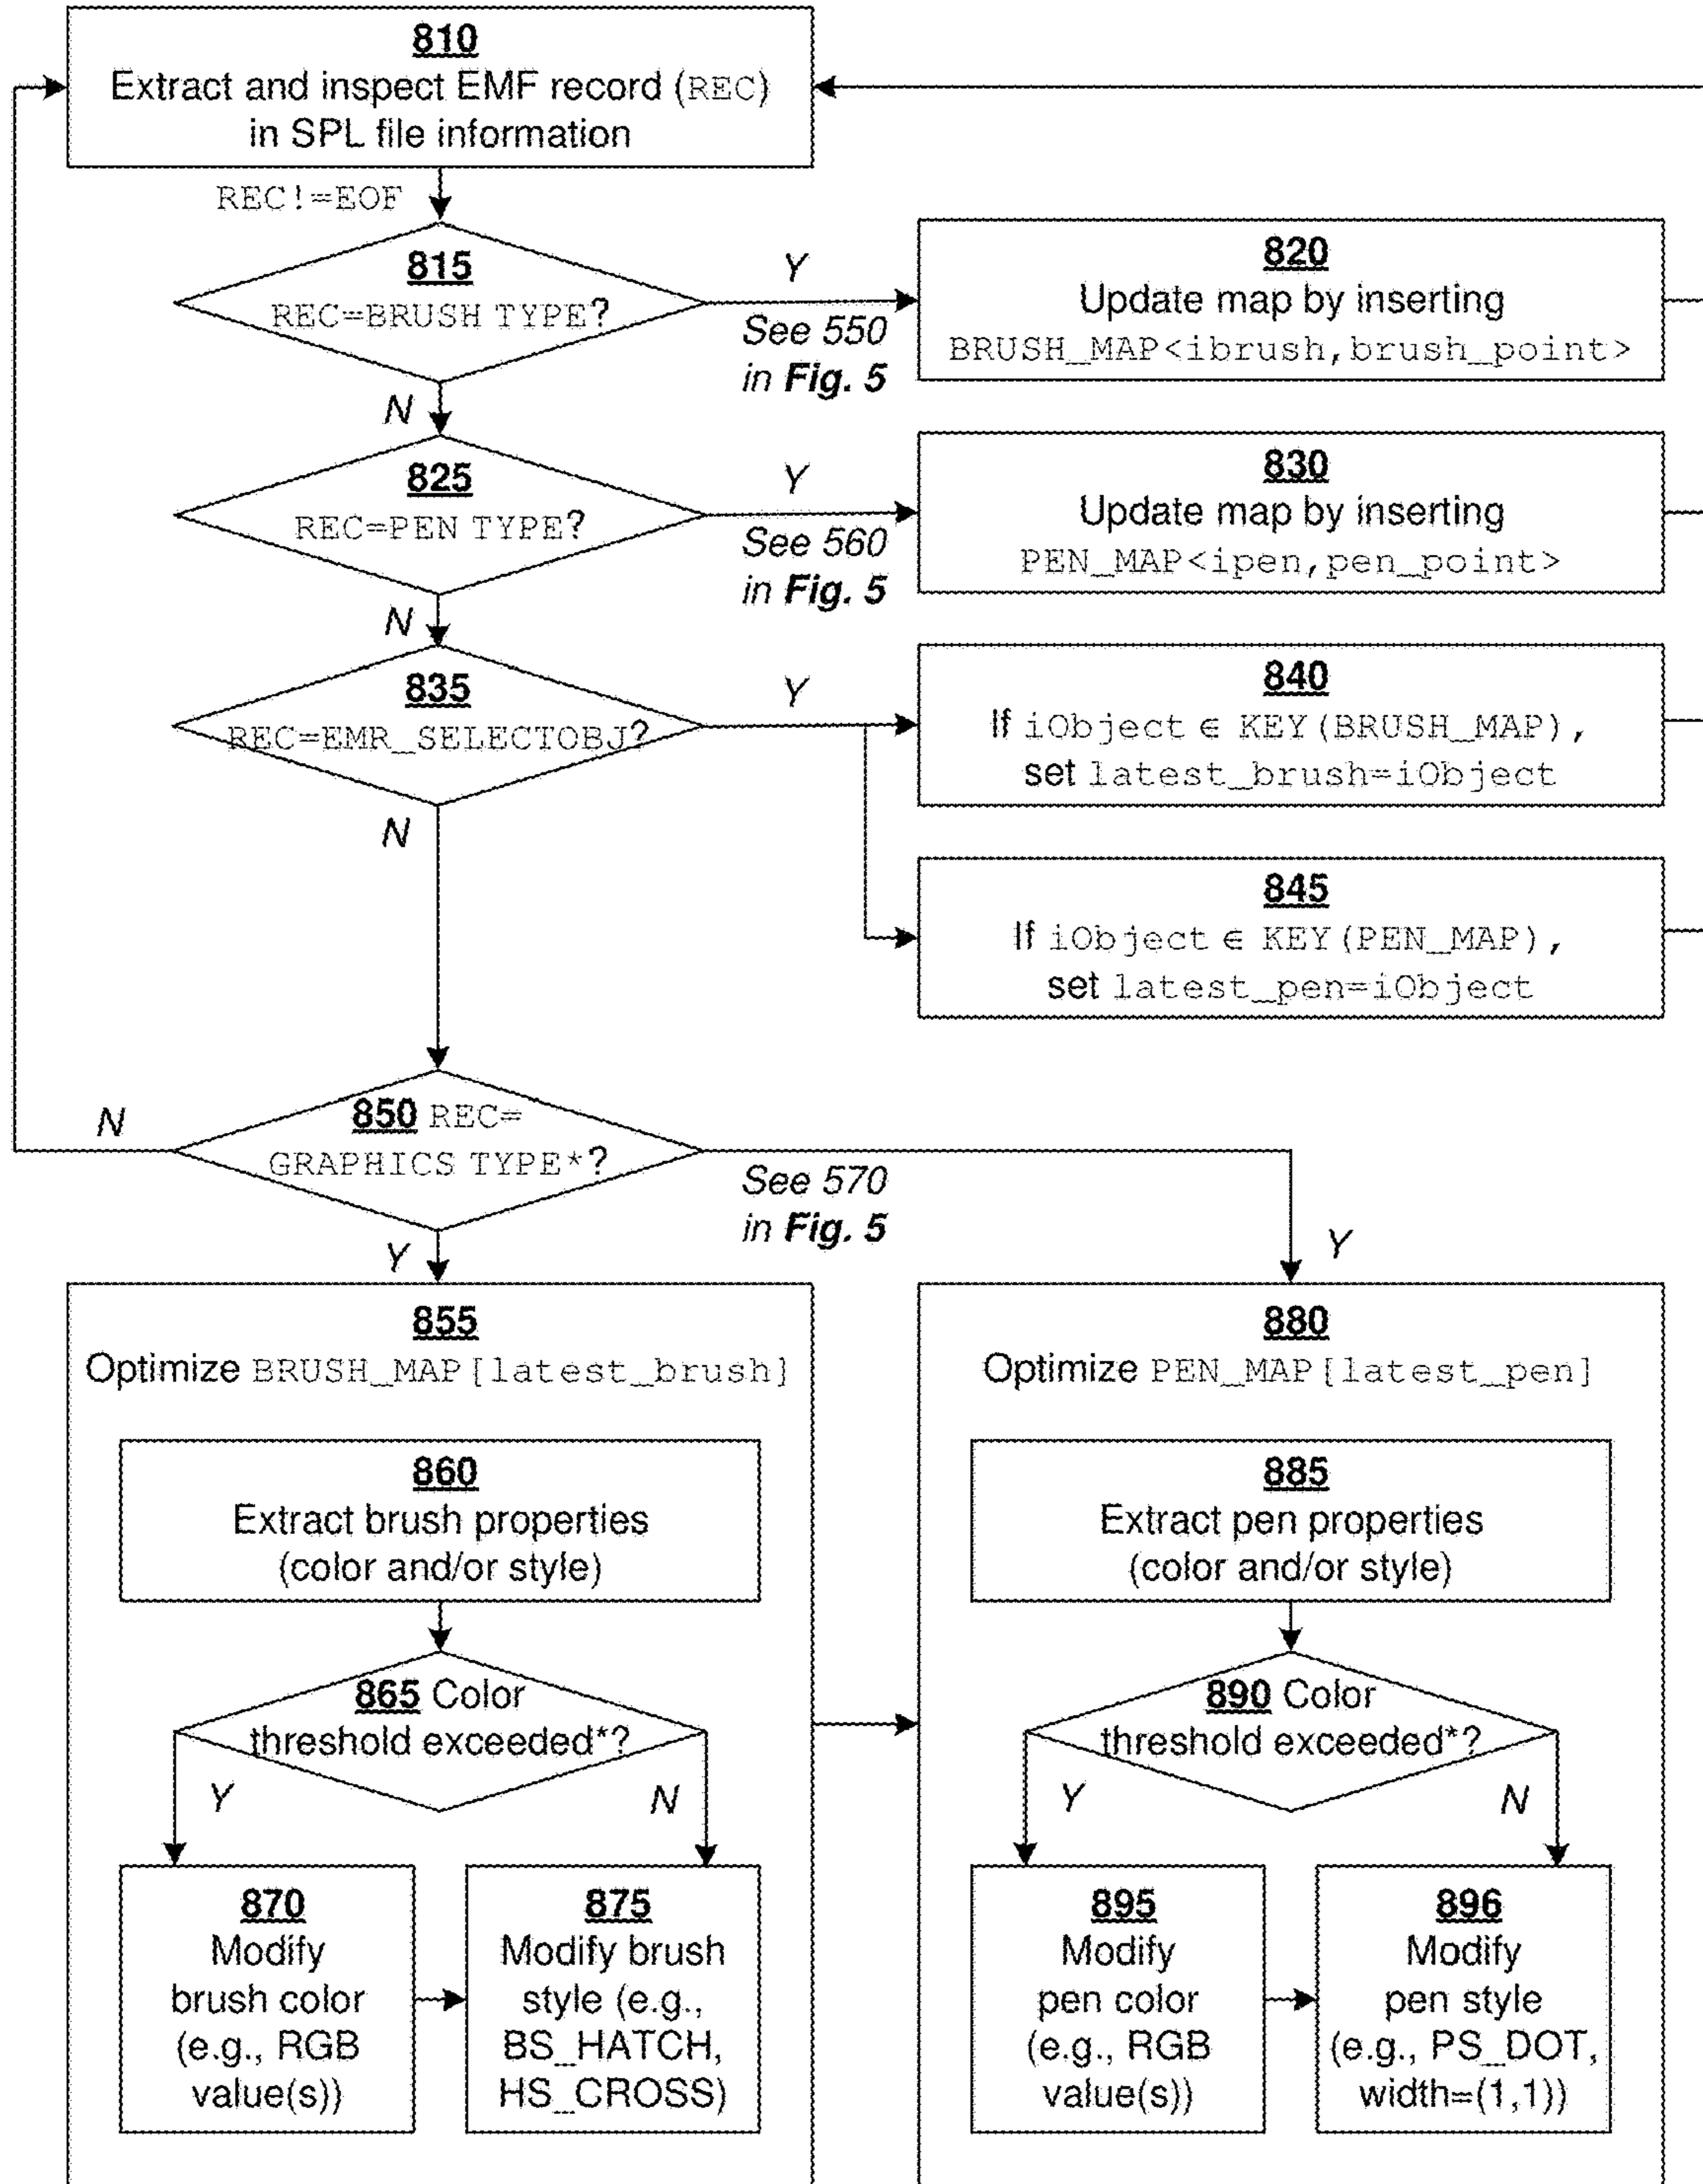 810
Extract and inspect EMF record (REC)
in SPL file information
REC!=EOF
815
REC=BRUSH TYPE?
Y
See 550
in Fig. 5
820
Update map by inserting
BRUSH_MAP<ibrush,brush_point>
N
825
REC=PEN TYPE?
Y
See 560
in Fig. 5
830
Update map by inserting
PEN_MAP<ipen,pen_point>
N
835
REC=EMR_SELECTOBJ?
Y
840
If iObject ∈ KEY(BRUSH_MAP),
set latest_brush=iObject
N
845
If iObject ∈ KEY(PEN_MAP),
set latest_pen=iObject
N
850 REC=
GRAPHICS TYPE*?
See 570
in Fig. 5
Y
Y
855
Optimize BRUSH_MAP[latest_brush]
860
Extract brush properties
(color and/or style)
865 Color
threshold exceeded*?
Y
N
870
Modify
brush color
(e.g., RGB
value(s))
875
Modify brush
style (e.g.,
BS_HATCH,
HS_CROSS)
880
Optimize PEN_MAP[latest_pen]
885
Extract pen properties
(color and/or style)
890 Color
threshold exceeded*?
Y
N
895
Modify
pen color
(e.g., RGB
value(s))
896
Modify
pen style
(e.g., PS_DOT,
width=(1,1))